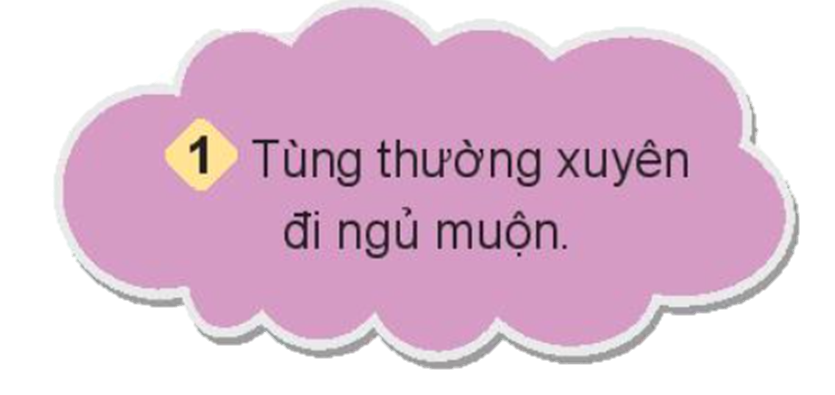 1 Tùng thường xuyên
đi ngủ muộn.